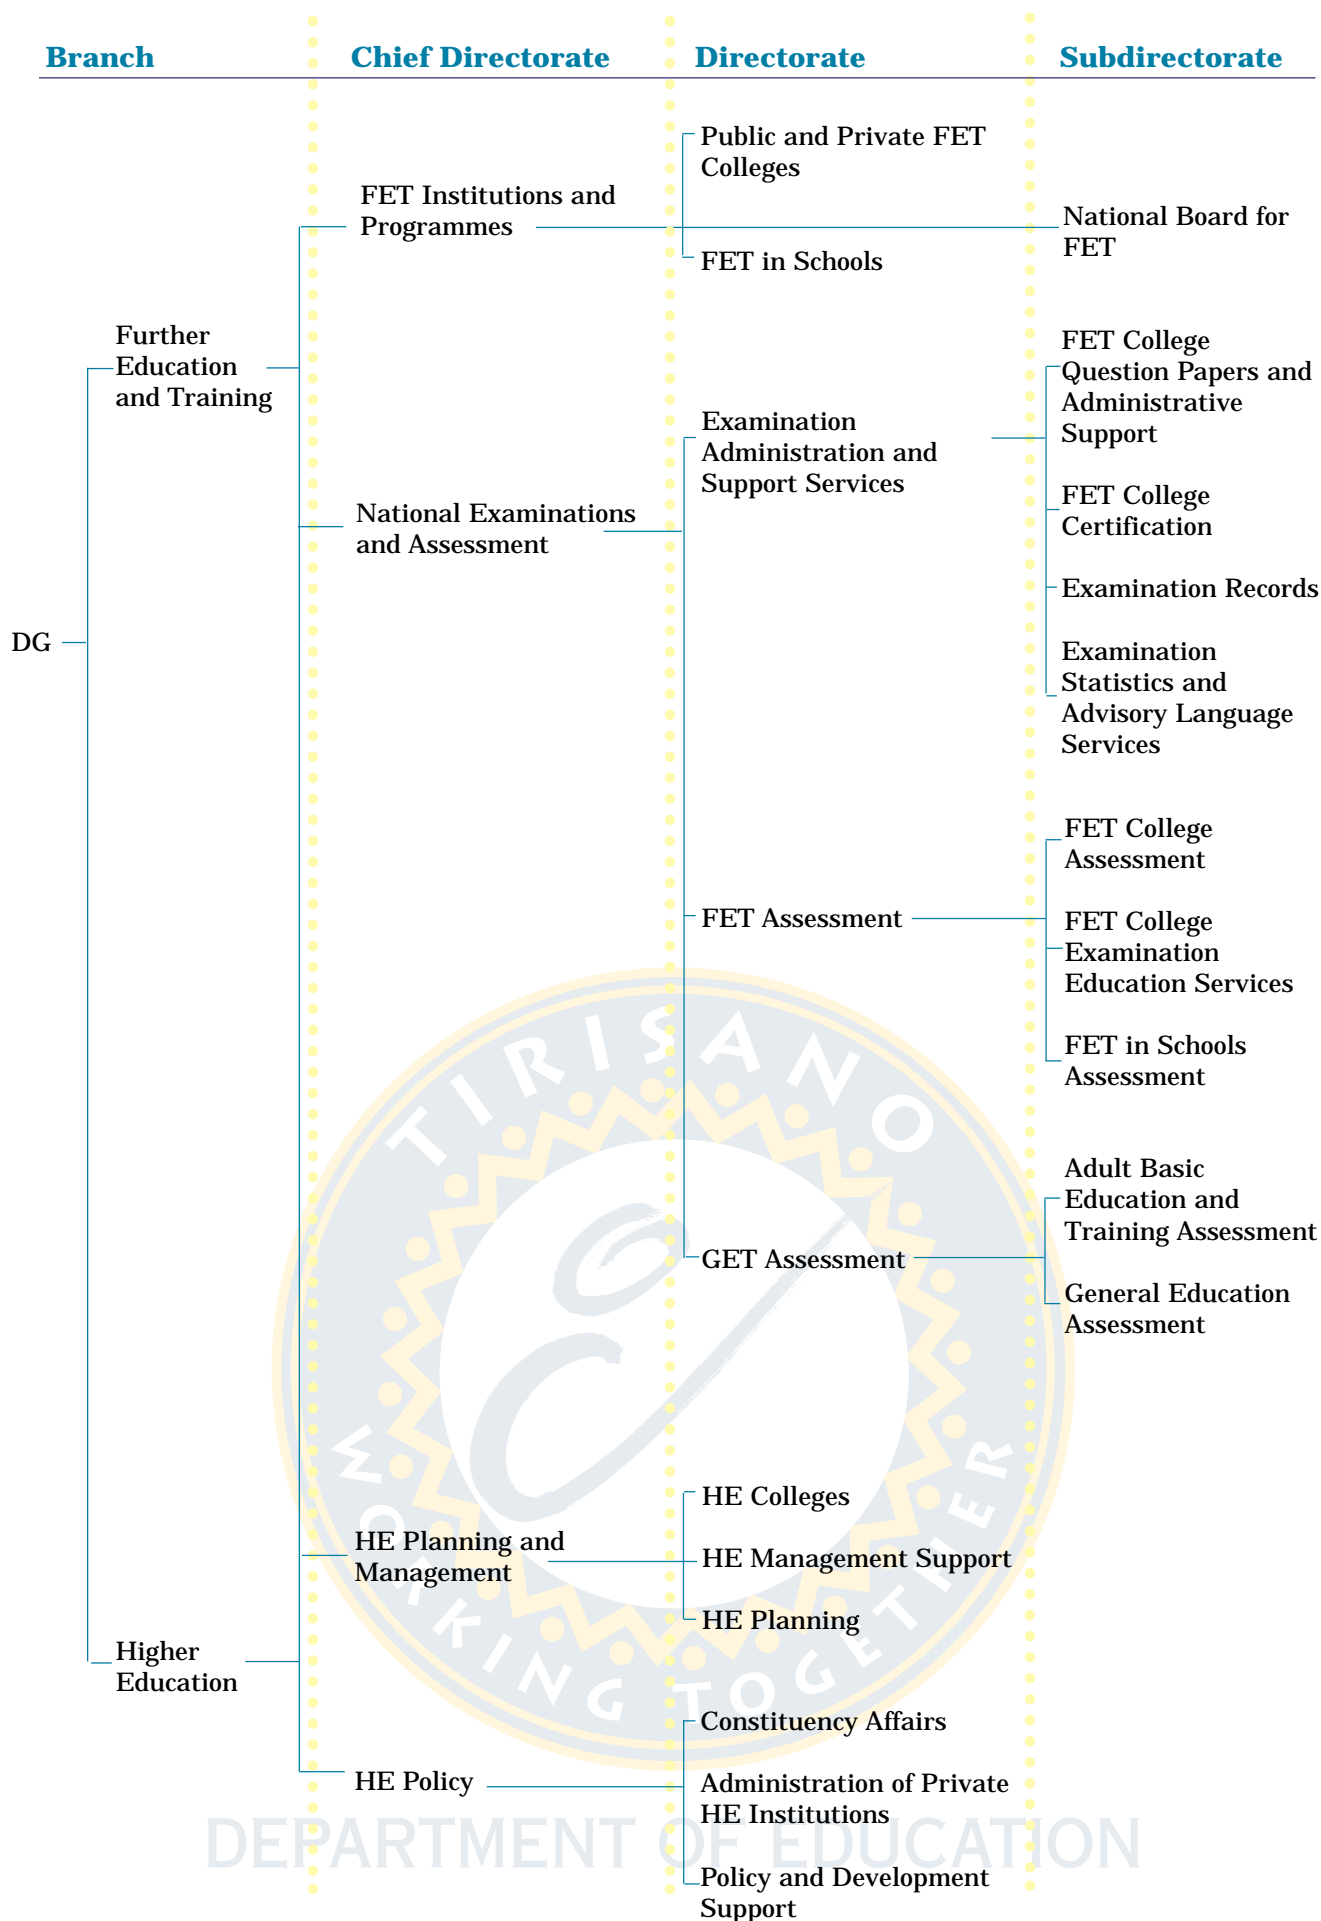 Branch
Chief Directorate
Directorate
Subdirectorate
Public and Private FET
Colleges
FET Institutions and
Programmes
National Board for
FET
FET in Schools
Further
Education
and Training
FET College
Question Papers and
Administrative
Support
Examination
Administration and
Support Services
FET College
Certification
National Examinations
and Assessment
Examination Records
DG
Examination
Statistics and
Advisory Language
Services
FET College
Assessment
FET Assessment
FET College
Examination
Education Services
FET in Schools
Assessment
Adult Basic
Education and
Training Assessment
GET Assessment
General Education
Assessment
HE Colleges
HE Planning and
Management
HE Management Support
HE Planning
Higher
Education
Constituency Affairs
HE Policy
Administration of Private
HE Institutions
Policy and Development
Support
TIRISANO
WORKING TOGETHER
DEPARTMENT OF EDUCATION